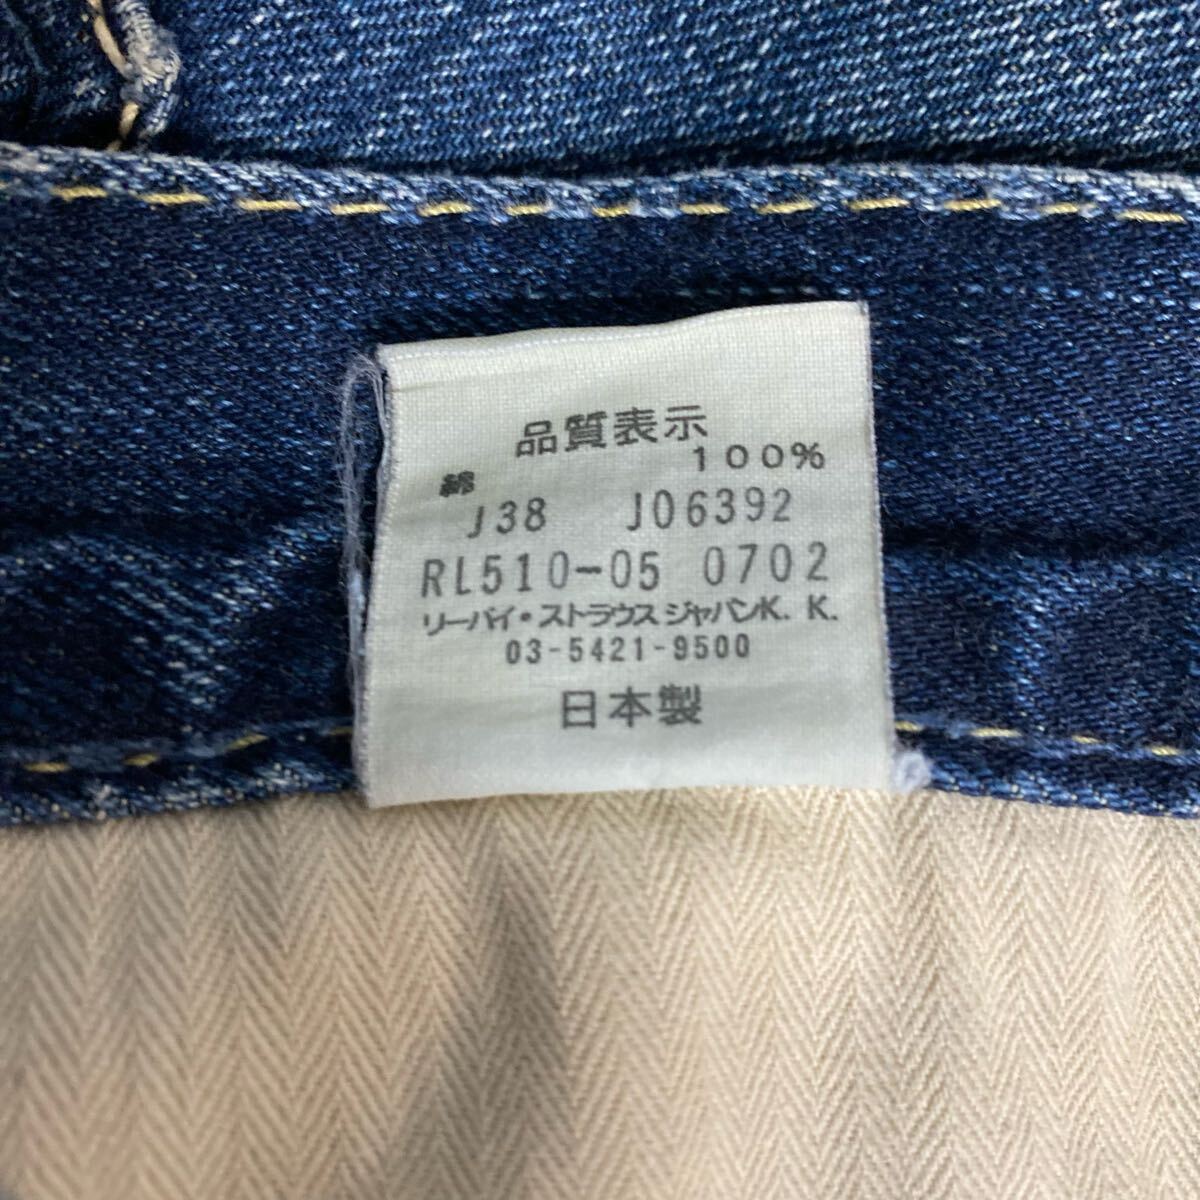 品質表示
綿 100%
J38 J06392
RL510-05 0702
リーバイ・ストラウス ジャパンK. K.
03-5421-9500
日本製